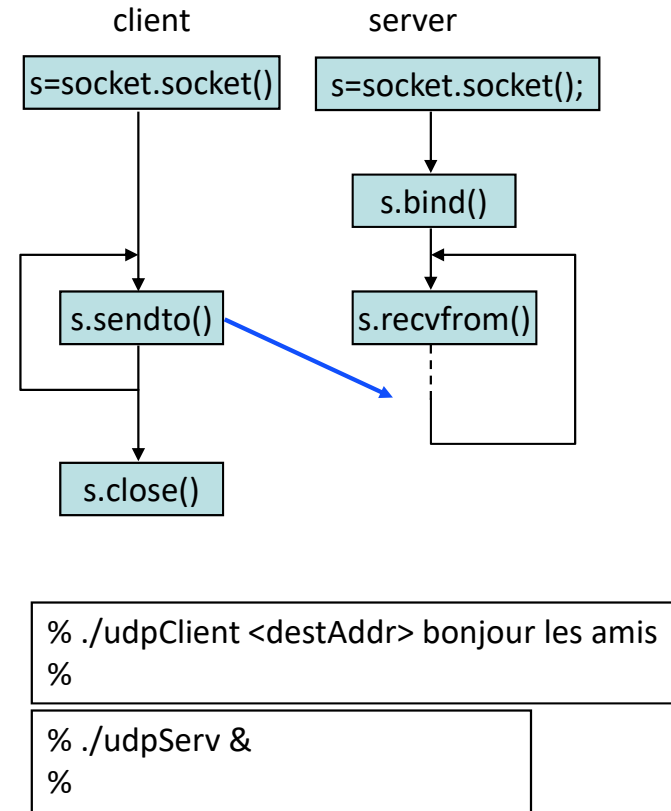 client
server
s=socket.socket()
s=socket.socket();
s.bind()
s.sendto()
s.recvfrom()
s.close()
% ./udpClient <destAddr> bonjour les amis
%
% ./udpServ &
%